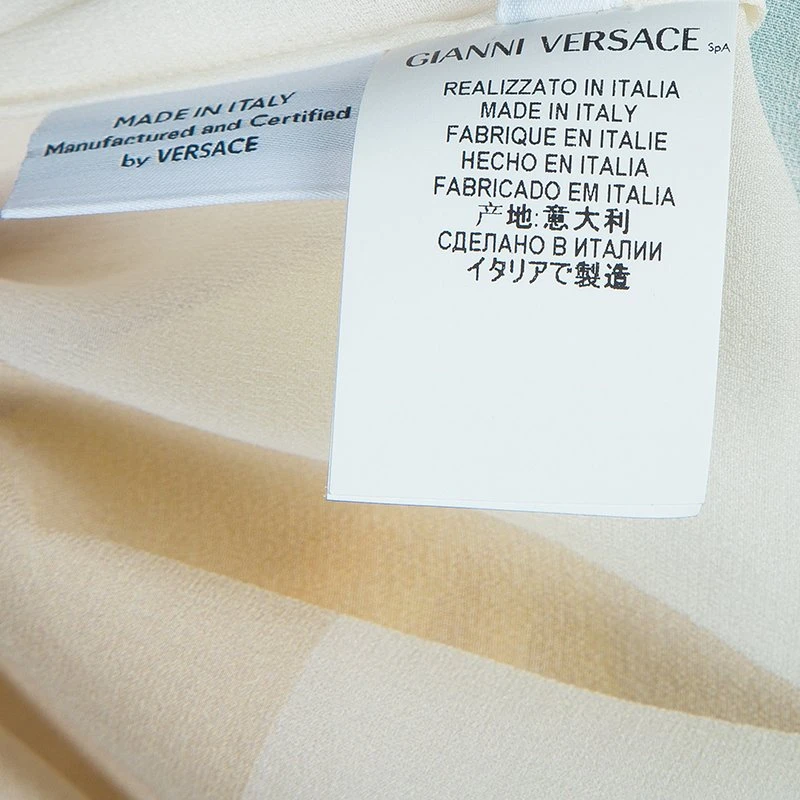 MADE IN ITALY
Manufactured and Certified
by VERSACE
GIANNI VERSACE SpA
REALIZZATO IN ITALIA
MADE IN ITALY
FABRIQUE EN ITALIE
HECHO EN ITALIA
FABRICADO EM ITALIA
产地:意大利
СДЕЛАНО В ИТАЛИИ
イタリアで製造